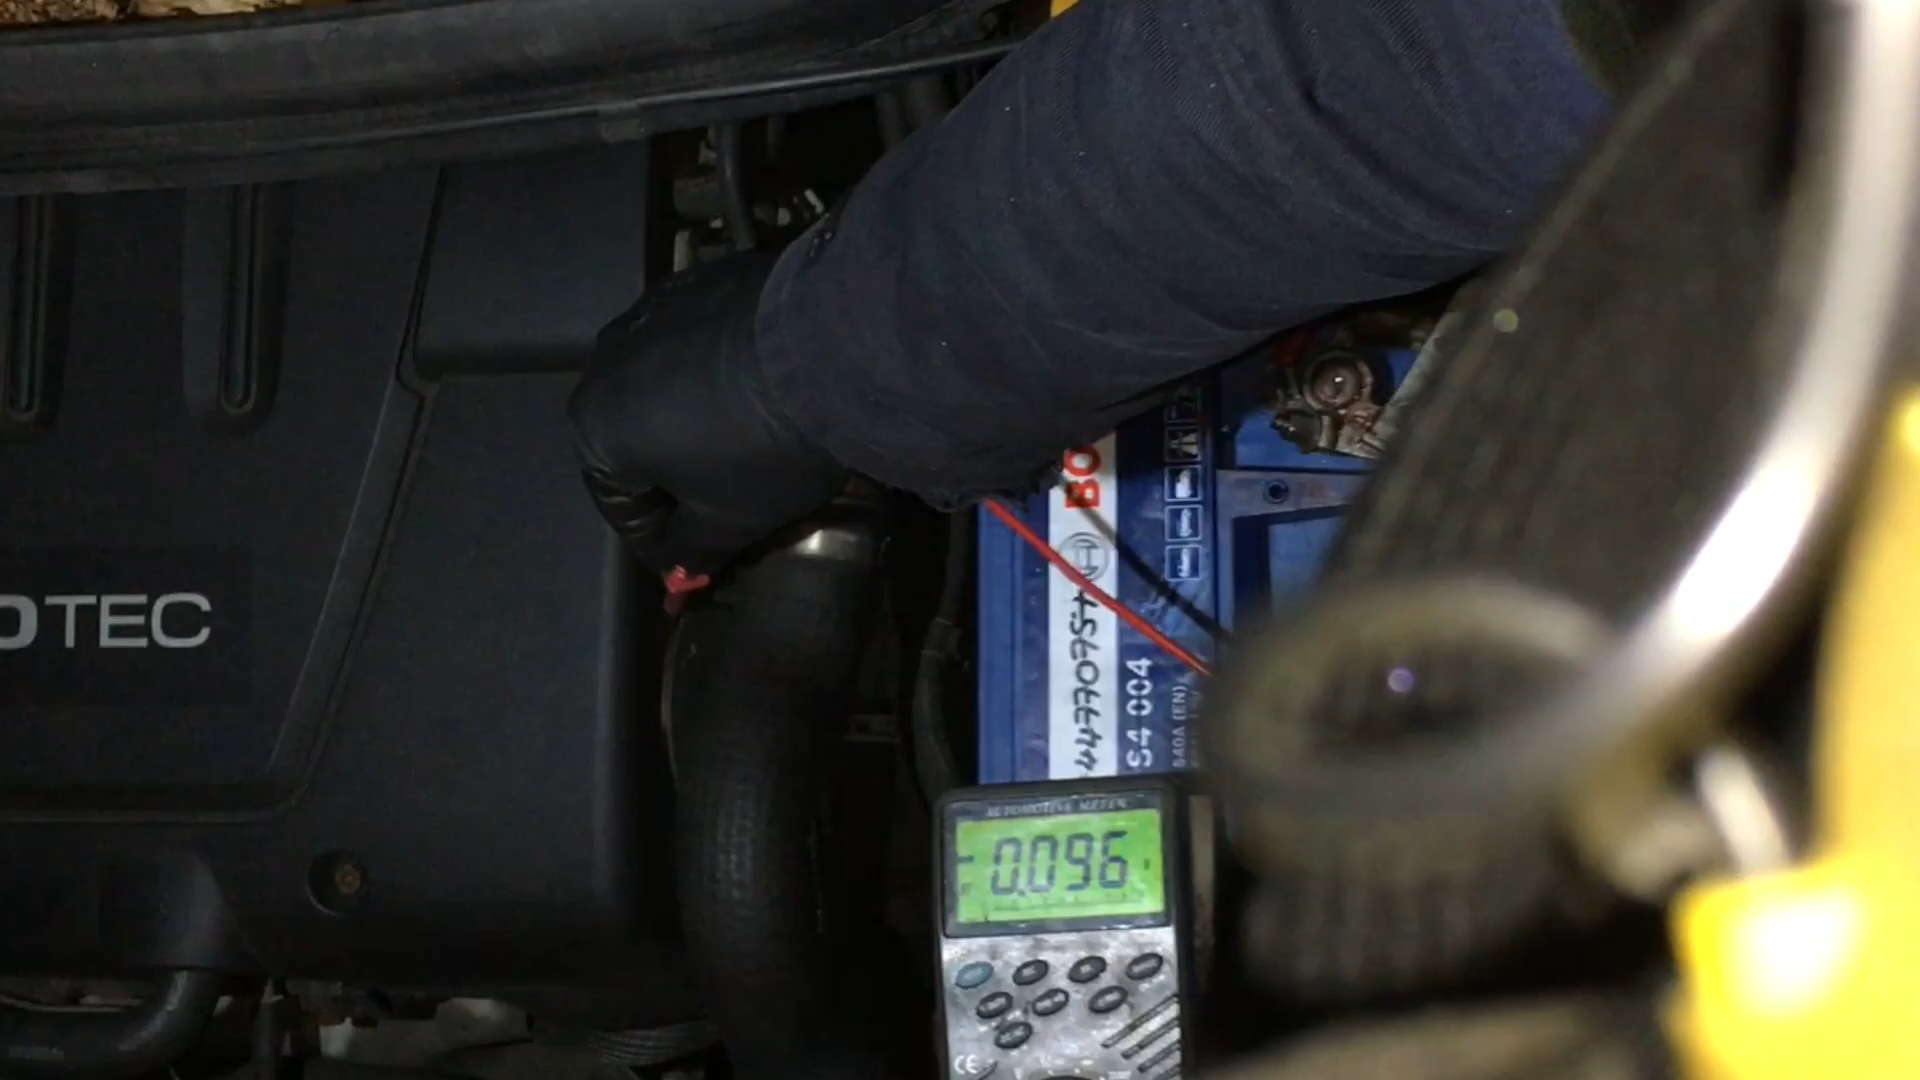 OTEC
BO
S4 004
540A (EN)
AUTOMOTIVE METER
0.096
CE